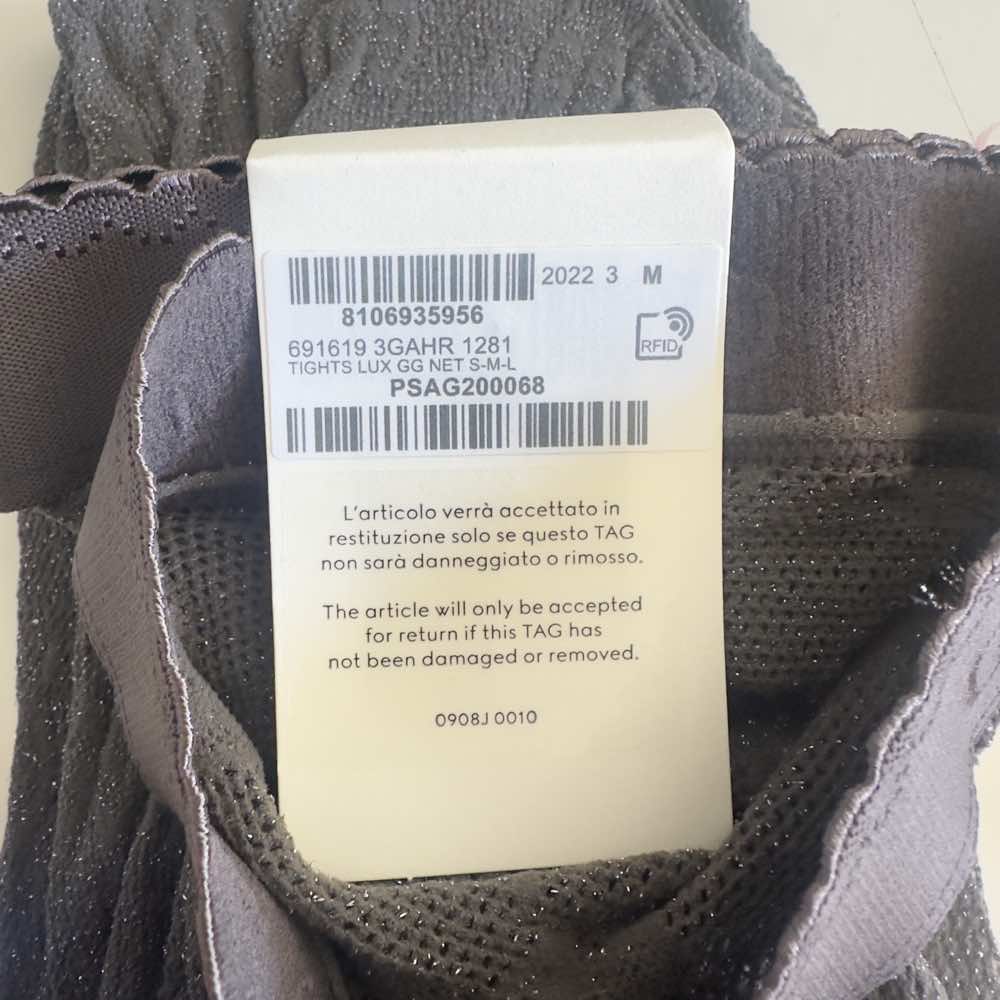 2022 3 M
8106935956
RFID
691619 3GAHR 1281
TIGHTS LUX GG NET S-M-L
PSAG200068
L'articolo verrà accettato in
restituzione solo se questo TAG
non sarà danneggiato o rimosso.
The article will only be accepted
for return if this TAG has
not been damaged or removed.
0908J 0010